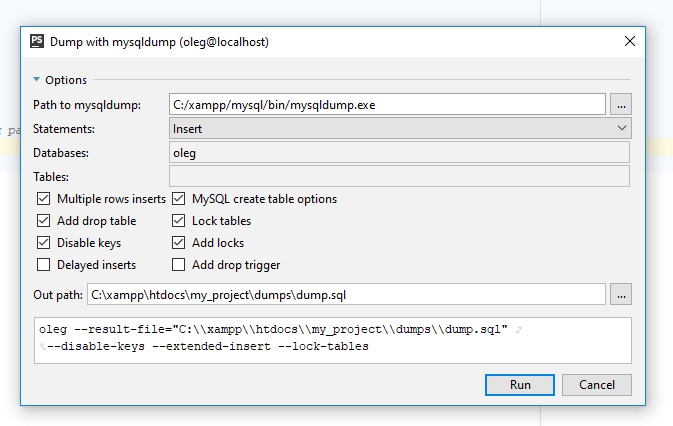 PS Dump with mysqldump (oleg@localhost)
Options
Path to mysqldump: C:/xampp/mysql/bin/mysqldump.exe ...
Statements: Insert
Databases: oleg
Tables:
Multiple rows inserts MySQL create table options
Add drop table Lock tables
Disable keys Add locks
Delayed inserts Add drop trigger
Out path: C:\xampp\htdocs\my_project\dumps\dump.sql ...
oleg --result-file="C:\\xampp\\htdocs\\my_project\\dumps\\dump.sql"
--disable-keys --extended-insert --lock-tables
Run Cancel